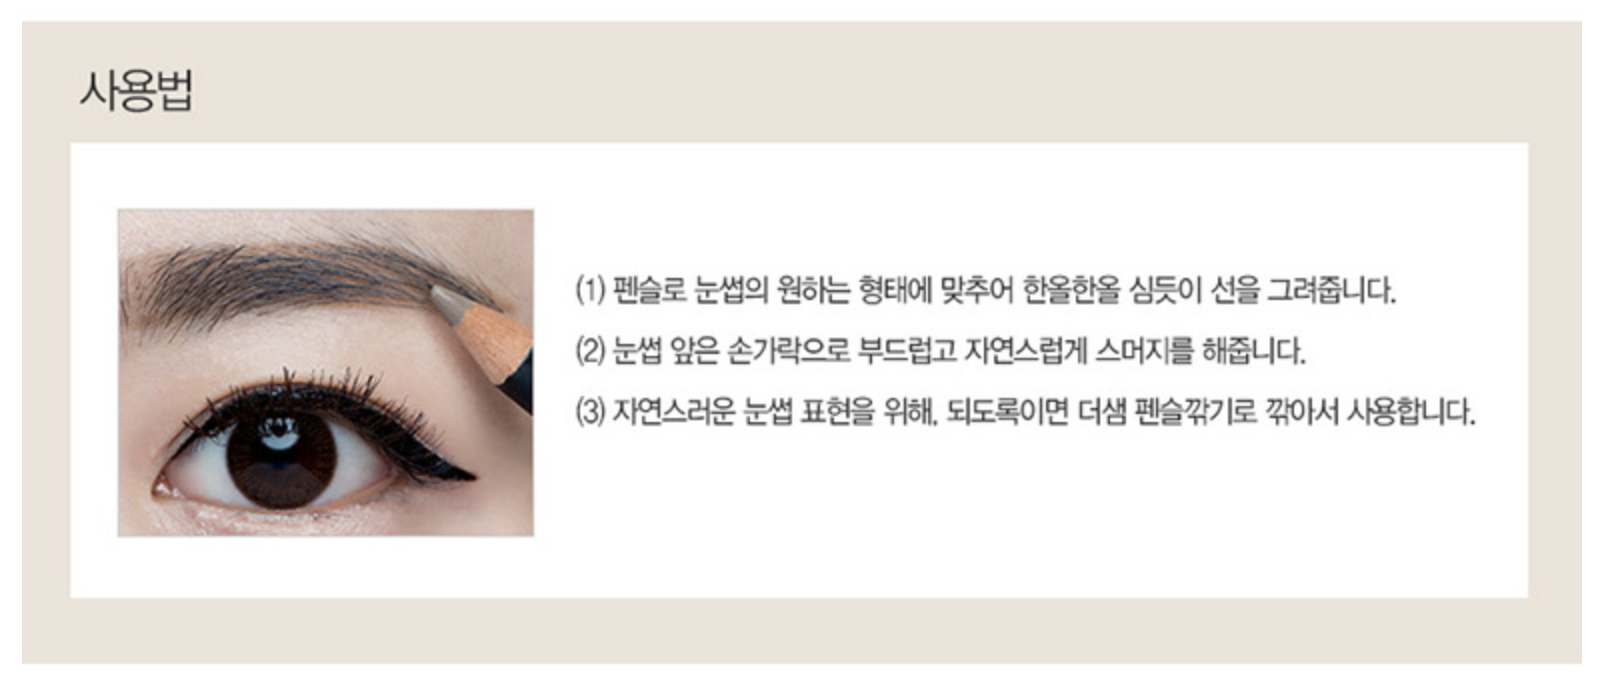 사용법
(1) 펜슬로 눈썹의 원하는 형태에 맞추어 한올한올 심듯이 선을 그려줍니다.
(2) 눈썹 앞은 손가락으로 부드럽고 자연스럽게 스머지를 해줍니다.
(3) 자연스러운 눈썹 표현을 위해, 되도록이면 더샘 펜슬깎기로 깎아서 사용합니다.